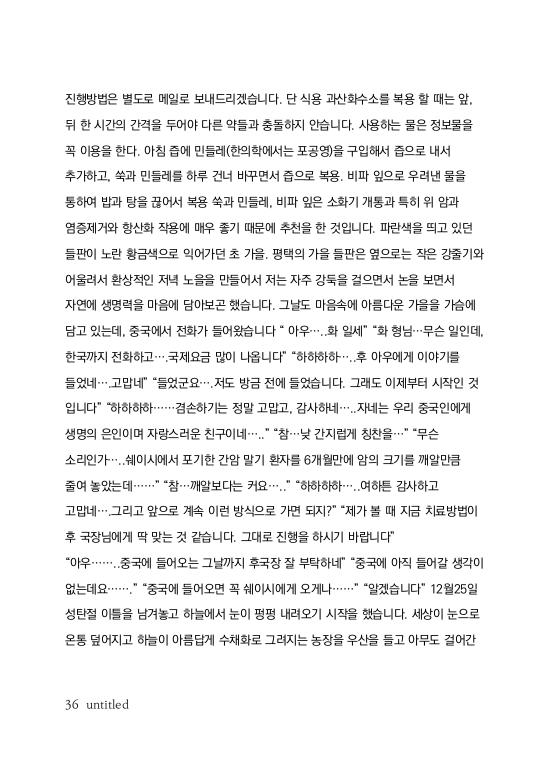 진행방법은 별도로 메일로 보내드리겠습니다. 단 식용 과산화수소를 복용 할 때는 앞,
뒤 한 시간의 간격을 두어야 다른 약들과 충돌하지 안습니다. 사용하는 물은 정보물을
꼭 이용을 한다. 아침 즙에 민들레(한의학에서는 포공영)을 구입해서 즙으로 내서
추가하고, 쑥과 민들레를 하루 건너 바꾸면서 즙으로 복용. 비파 잎으로 우려낸 물을
통하여 밥과 탕을 끊어서 복용 쑥과 민들레, 비파 잎은 소화기 개통과 특히 위 암과
염증제거와 항산화 작용에 매우 좋기 때문에 추천을 한 것입니다. 파란색을 띄고 있던
들판이 노란 황금색으로 익어가던 초 가을. 평택의 가을 들판은 옆으로는 작은 강줄기와
어울려서 환상적인 저녁 노을을 만들어서 저는 자주 강둑을 걸으면서 논을 보면서
자연에 생명력을 마음에 담아보곤 했습니다. 그날도 마음속에 아름다운 가을을 가슴에
담고 있는데, 중국에서 전화가 들어왔습니다 “ 아우…..화 일세” “화 형님…무슨 일인데,
한국까지 전화하고….국제요금 많이 나옵니다” “하하하하…..후 아우에게 이야기를
들었네….고맙네” “들었군요….저도 방금 전에 들었습니다. 그래도 이제부터 시작인 것
입니다” “하하하하……겸손하기는 정말 고맙고, 감사하네…..자네는 우리 중국인에게
생명의 은인이며 자랑스러운 친구이네…..” “참…낮 간지럽게 칭찬을…” “무슨
소리인가…..쉐이시에서 포기한 간암 말기 환자를 6개월만에 암의 크기를 깨알만큼
줄여 놓았는데……” “참…깨알보다는 커요…..” “하하하하…..여하튼 감사하고
고맙네….그리고 앞으로 계속 이런 방식으로 가면 되지?” “제가 볼 때 지금 치료방법이
후 국장님에게 딱 맞는 것 같습니다. 그대로 진행을 하시기 바랍니다”
“아우……..중국에 들어오는 그날까지 후국장 잘 부탁하네” “중국에 아직 들어갈 생각이
없는데요…….” “중국에 들어오면 꼭 쉐이시에게 오게나……” “알겠습니다” 12월25일
성탄절 이틀을 남겨놓고 하늘에서 눈이 펑펑 내려오기 시작을 했습니다. 세상이 눈으로
온통 덮어지고 하늘이 아름답게 수채화로 그려지는 농장을 우산을 들고 아무도 걸어간
36 untitled